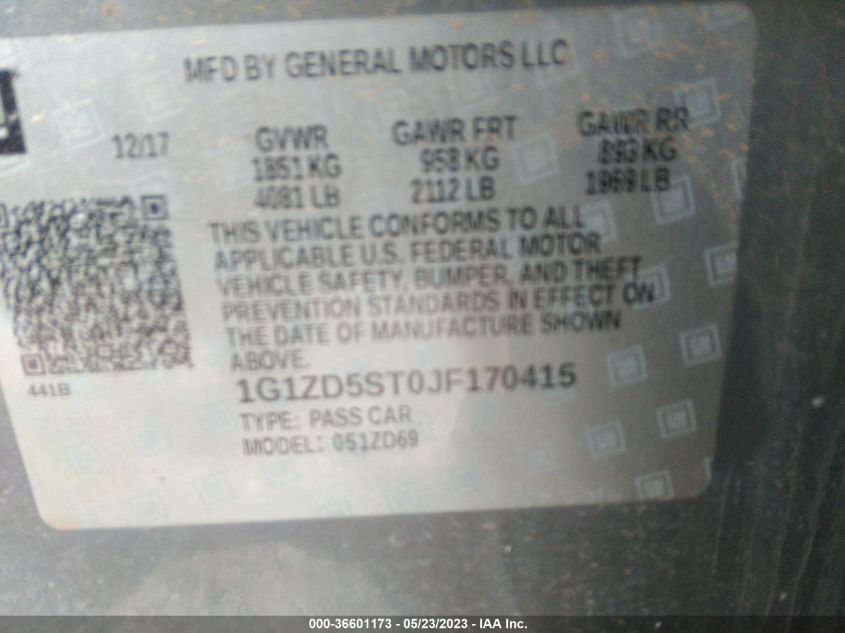 MFD BY GENERAL MOTORS LLC
12/17 GVWR GAWR FRT GAWR RR
1851 KG 958 KG 893 KG
4081 LB 2112 LB 1969 LB
THIS VEHICLE CONFORMS TO ALL
APPLICABLE U.S. FEDERAL MOTOR
VEHICLE SAFETY, BUMPER, AND THEFT
PREVENTION STANDARDS IN EFFECT ON
THE DATE OF MANUFACTURE SHOWN
ABOVE.
441B
1G1ZD5ST0JF170415
TYPE: PASS CAR
MODEL: 051ZD69
000-36601173 - 05/23/2023 - IAA Inc.